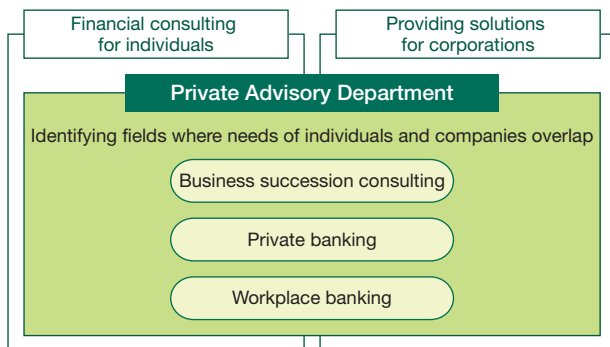 Financial consulting
for individuals
Providing solutions
for corporations
Private Advisory Department
Identifying fields where needs of individuals and companies overlap
Business succession consulting
Private banking
Workplace banking